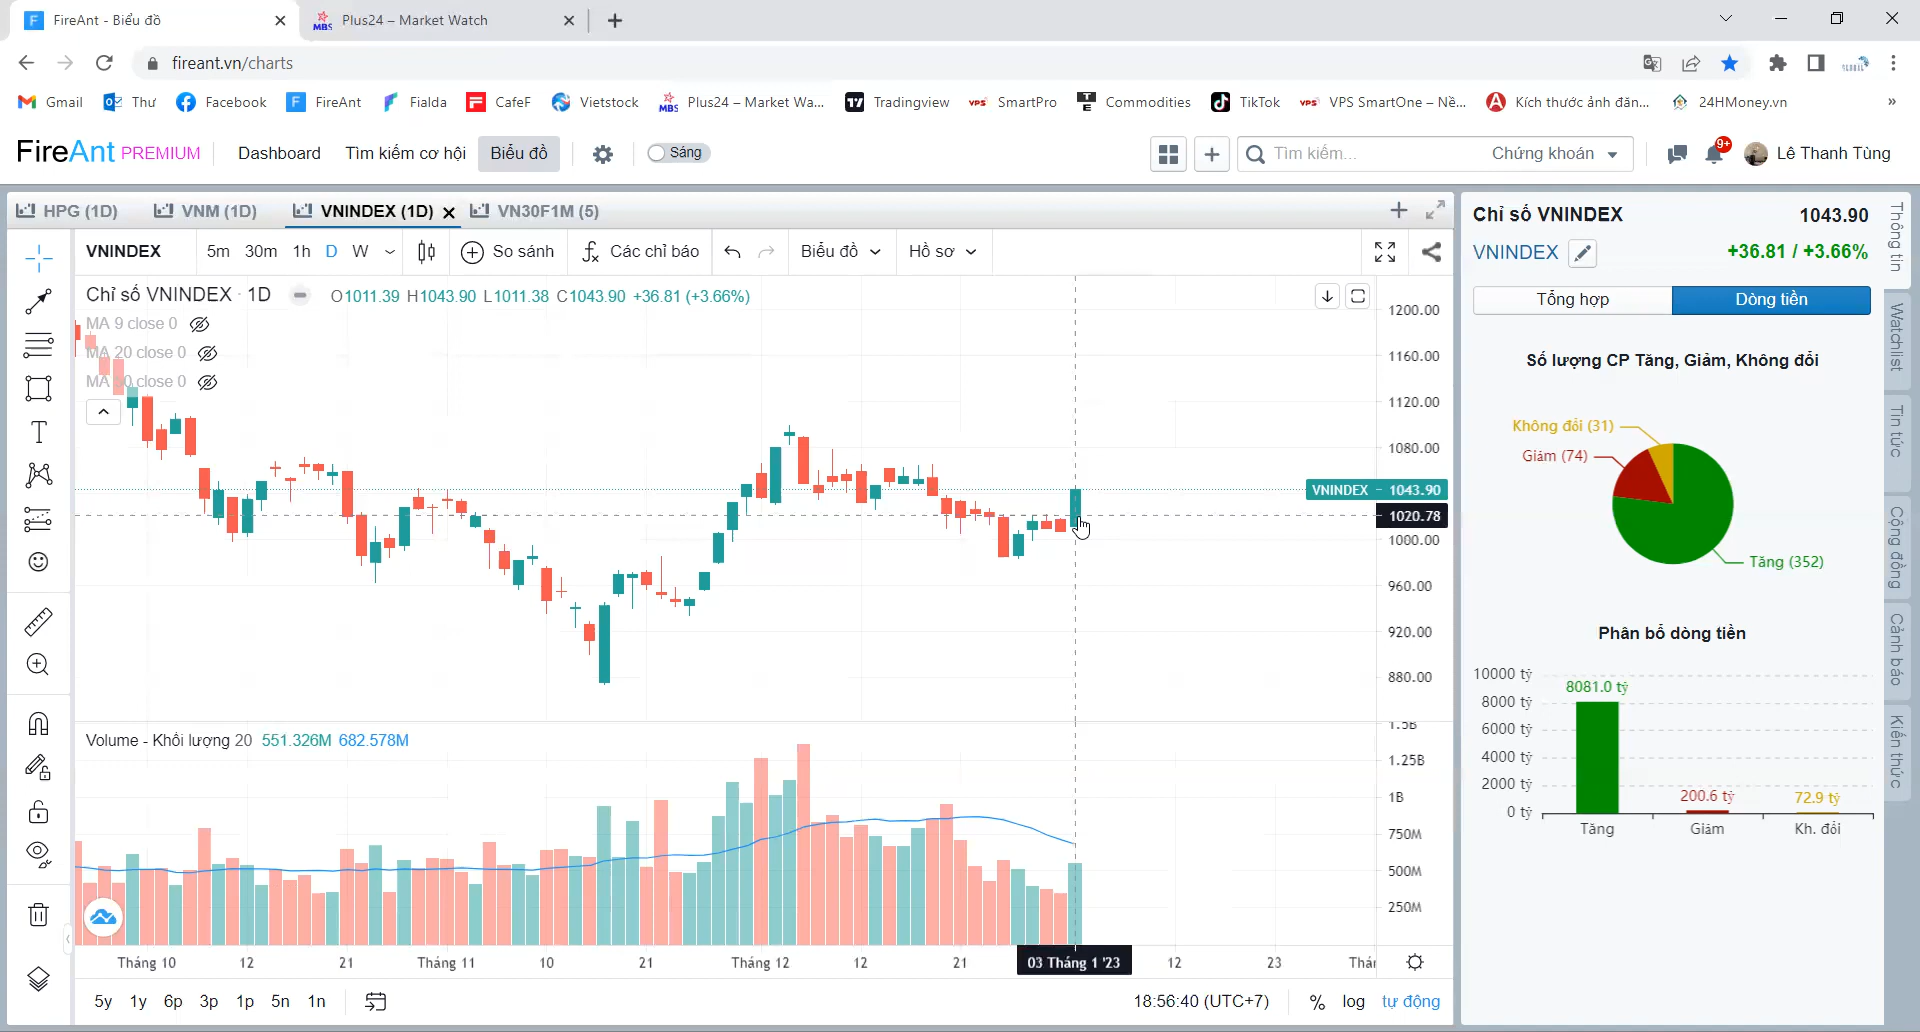 FireAnt - Biểu đồ
Plus24 – Market Watch
fireant.vn/charts
Gmail
Thư
Facebook
FireAnt
Fialda
CafeF
Vietstock
Plus24 – Market Wa...
Tradingview
SmartPro
Commodities
TikTok
VPS SmartOne – Nề...
Kích thước ảnh đăn...
24HMoney.vn
»
FireAnt PREMIUM
Dashboard
Tìm kiếm cơ hội
Biểu đồ
Sáng
Tìm kiếm...
Chứng khoán
9+
Lê Thanh Tùng
HPG (1D)
VNM (1D)
VNINDEX (1D)
VN30F1M (5)
VNINDEX
5m 30m 1h D W
So sánh
Các chỉ báo
Biểu đồ
Hồ sơ
Chỉ số VNINDEX · 1D
O1011.39 H1043.90 L1011.38 C1043.90 +36.81 (+3.66%)
MA 9 close 0
MA 20 close 0
MA 50 close 0
1200.00
1160.00
1120.00
1080.00
VNINDEX – 1043.90
1020.78
1000.00
960.00
920.00
880.00
Volume - Khối lượng 20 551.326M 682.578M
1.5B
1.25B
1B
750M
500M
250M
Tháng 10 12 21 Tháng 11 10 21 Tháng 12 12 21 03 Tháng 1 '23 12 23 Thái
5y 1y 6p 3p 1p 5n 1n
18:56:40 (UTC+7)
% log tự động
Chỉ số VNINDEX
1043.90
VNINDEX
+36.81 / +3.66%
Tổng hợp
Dòng tiền
Số lượng CP Tăng, Giảm, Không đổi
Không đổi (31)
Giảm (74)
Tăng (352)
Phân bổ dòng tiền
10000 tỷ
8000 tỷ
6000 tỷ
4000 tỷ
2000 tỷ
0 tỷ
8081.0 tỷ
200.6 tỷ
72.9 tỷ
Tăng
Giảm
Kh. đổi
Thông tin
Watchlist
Tin tức
Cộng đồng
Cảnh báo
Kiến thức